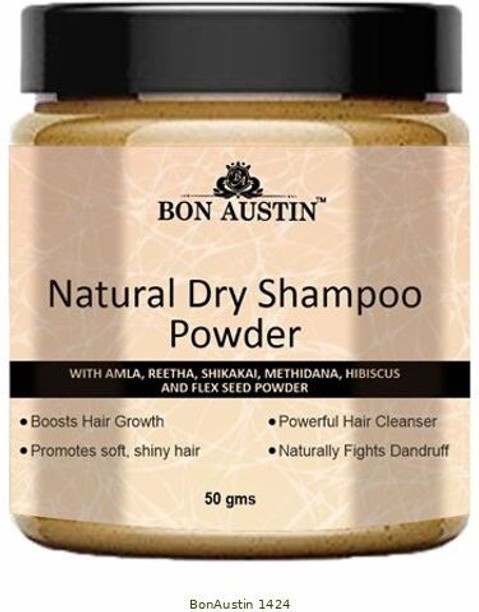 BON AUSTIN™
Natural Dry Shampoo
Powder
WITH AMLA, REETHA, SHIKAKAI, METHIDANA, HIBISCUS
AND FLEX SEED POWDER
• Boosts Hair Growth
• Powerful Hair Cleanser
• Promotes soft, shiny hair
• Naturally Fights Dandruff
50 gms
BonAustin 1424